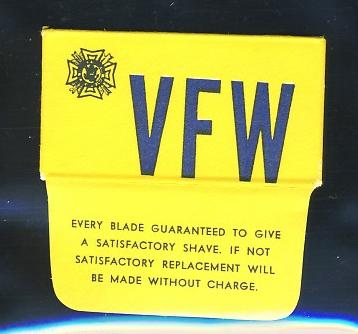 VFW
EVERY BLADE GUARANTEED TO GIVE
A SATISFACTORY SHAVE. IF NOT
SATISFACTORY REPLACEMENT WILL
BE MADE WITHOUT CHARGE.